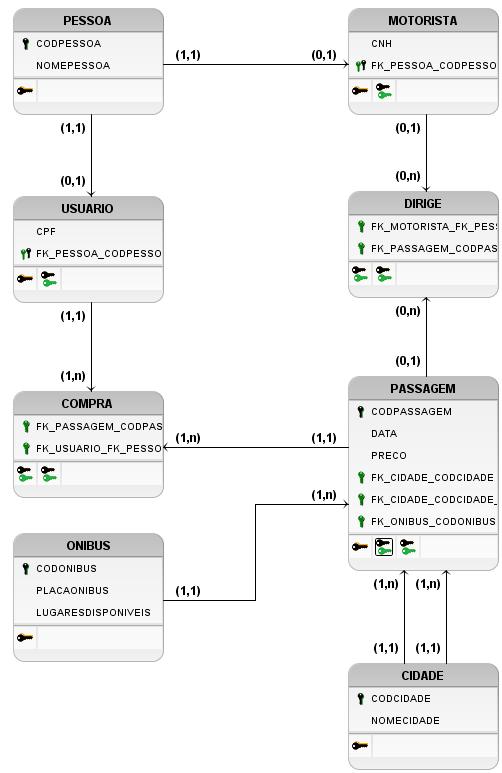 PESSOA
CODPESSOA
NOMEPESSOA
(1,1)
(0,1)
MOTORISTA
CNH
FK_PESSOA_CODPESSO
(1,1)
(0,1)
(0,1)
(0,n)
USUARIO
CPF
FK_PESSOA_CODPESSO
DIRIGE
FK_MOTORISTA_FK_PES
FK_PASSAGEM_CODPAS
(1,1)
(1,n)
(0,n)
(0,1)
COMPRA
FK_PASSAGEM_CODPAS
FK_USUARIO_FK_PESSO
(1,n)
(1,1)
PASSAGEM
CODPASSAGEM
DATA
PRECO
FK_CIDADE_CODCIDADE
FK_CIDADE_CODCIDADE_
FK_ONIBUS_CODONIBUS
(1,n)
ONIBUS
CODONIBUS
PLACAONIBUS
LUGARESDISPONIVEIS
(1,1)
(1,n)
(1,n)
(1,1)
(1,1)
CIDADE
CODCIDADE
NOMECIDADE